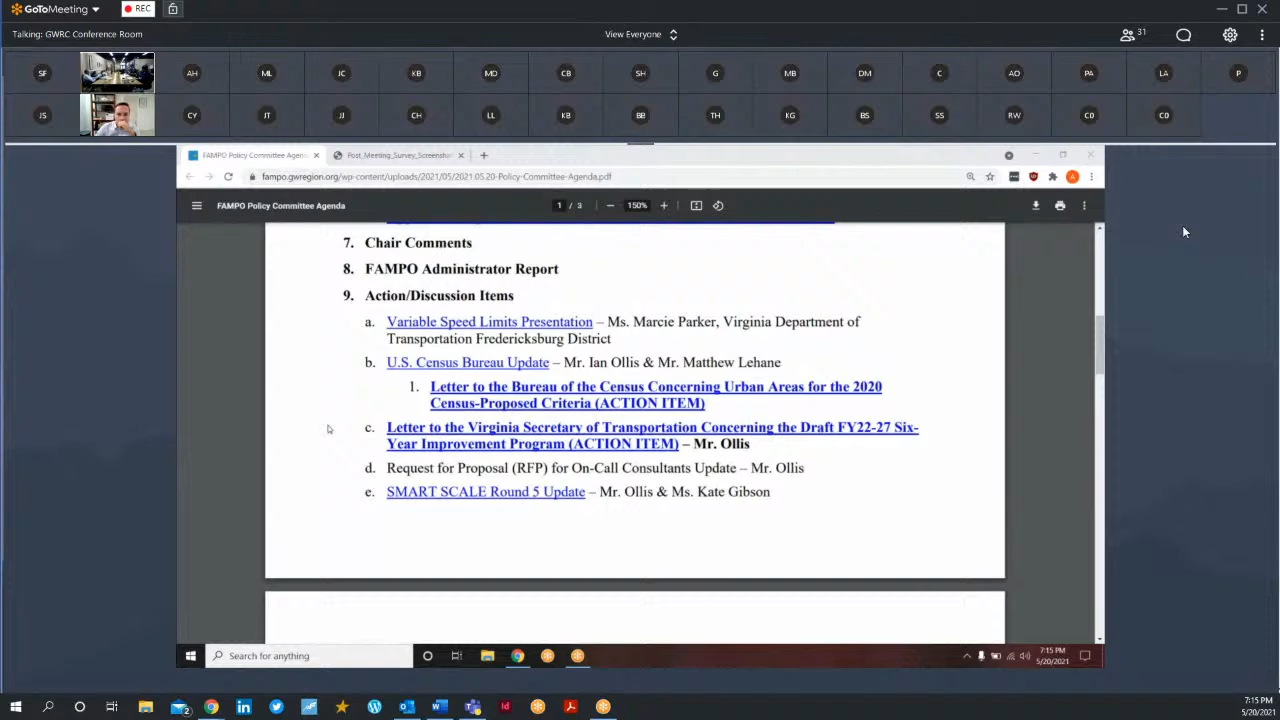 GoToMeeting
REC
Talking: GWRC Conference Room
View Everyone
31
SF
AH
ML
JC
KB
MD
CB
SH
G
MB
DM
C
AO
PA
LA
P
JS
CY
JT
JJ
CH
LL
KB
BB
TH
KG
BS
SS
RW
C0
C0
FAMPO Policy Committee Agend
Post_Meeting_Survey_Screenshot
fampo.gwregion.org/wp-content/uploads/2021/05/2021.05.20-Policy-Committee-Agenda.pdf
FAMPO Policy Committee Agenda
1 / 3
150%
7. Chair Comments
8. FAMPO Administrator Report
9. Action/Discussion Items
a. Variable Speed Limits Presentation – Ms. Marcie Parker, Virginia Department of
Transportation Fredericksburg District
b. U.S. Census Bureau Update – Mr. Ian Ollis & Mr. Matthew Lehane
1. Letter to the Bureau of the Census Concerning Urban Areas for the 2020
Census-Proposed Criteria (ACTION ITEM)
c. Letter to the Virginia Secretary of Transportation Concerning the Draft FY22-27 Six-
Year Improvement Program (ACTION ITEM) – Mr. Ollis
d. Request for Proposal (RFP) for On-Call Consultants Update – Mr. Ollis
e. SMART SCALE Round 5 Update – Mr. Ollis & Ms. Kate Gibson
Search for anything
7:15 PM
5/20/2021
7:15 PM
5/20/2021